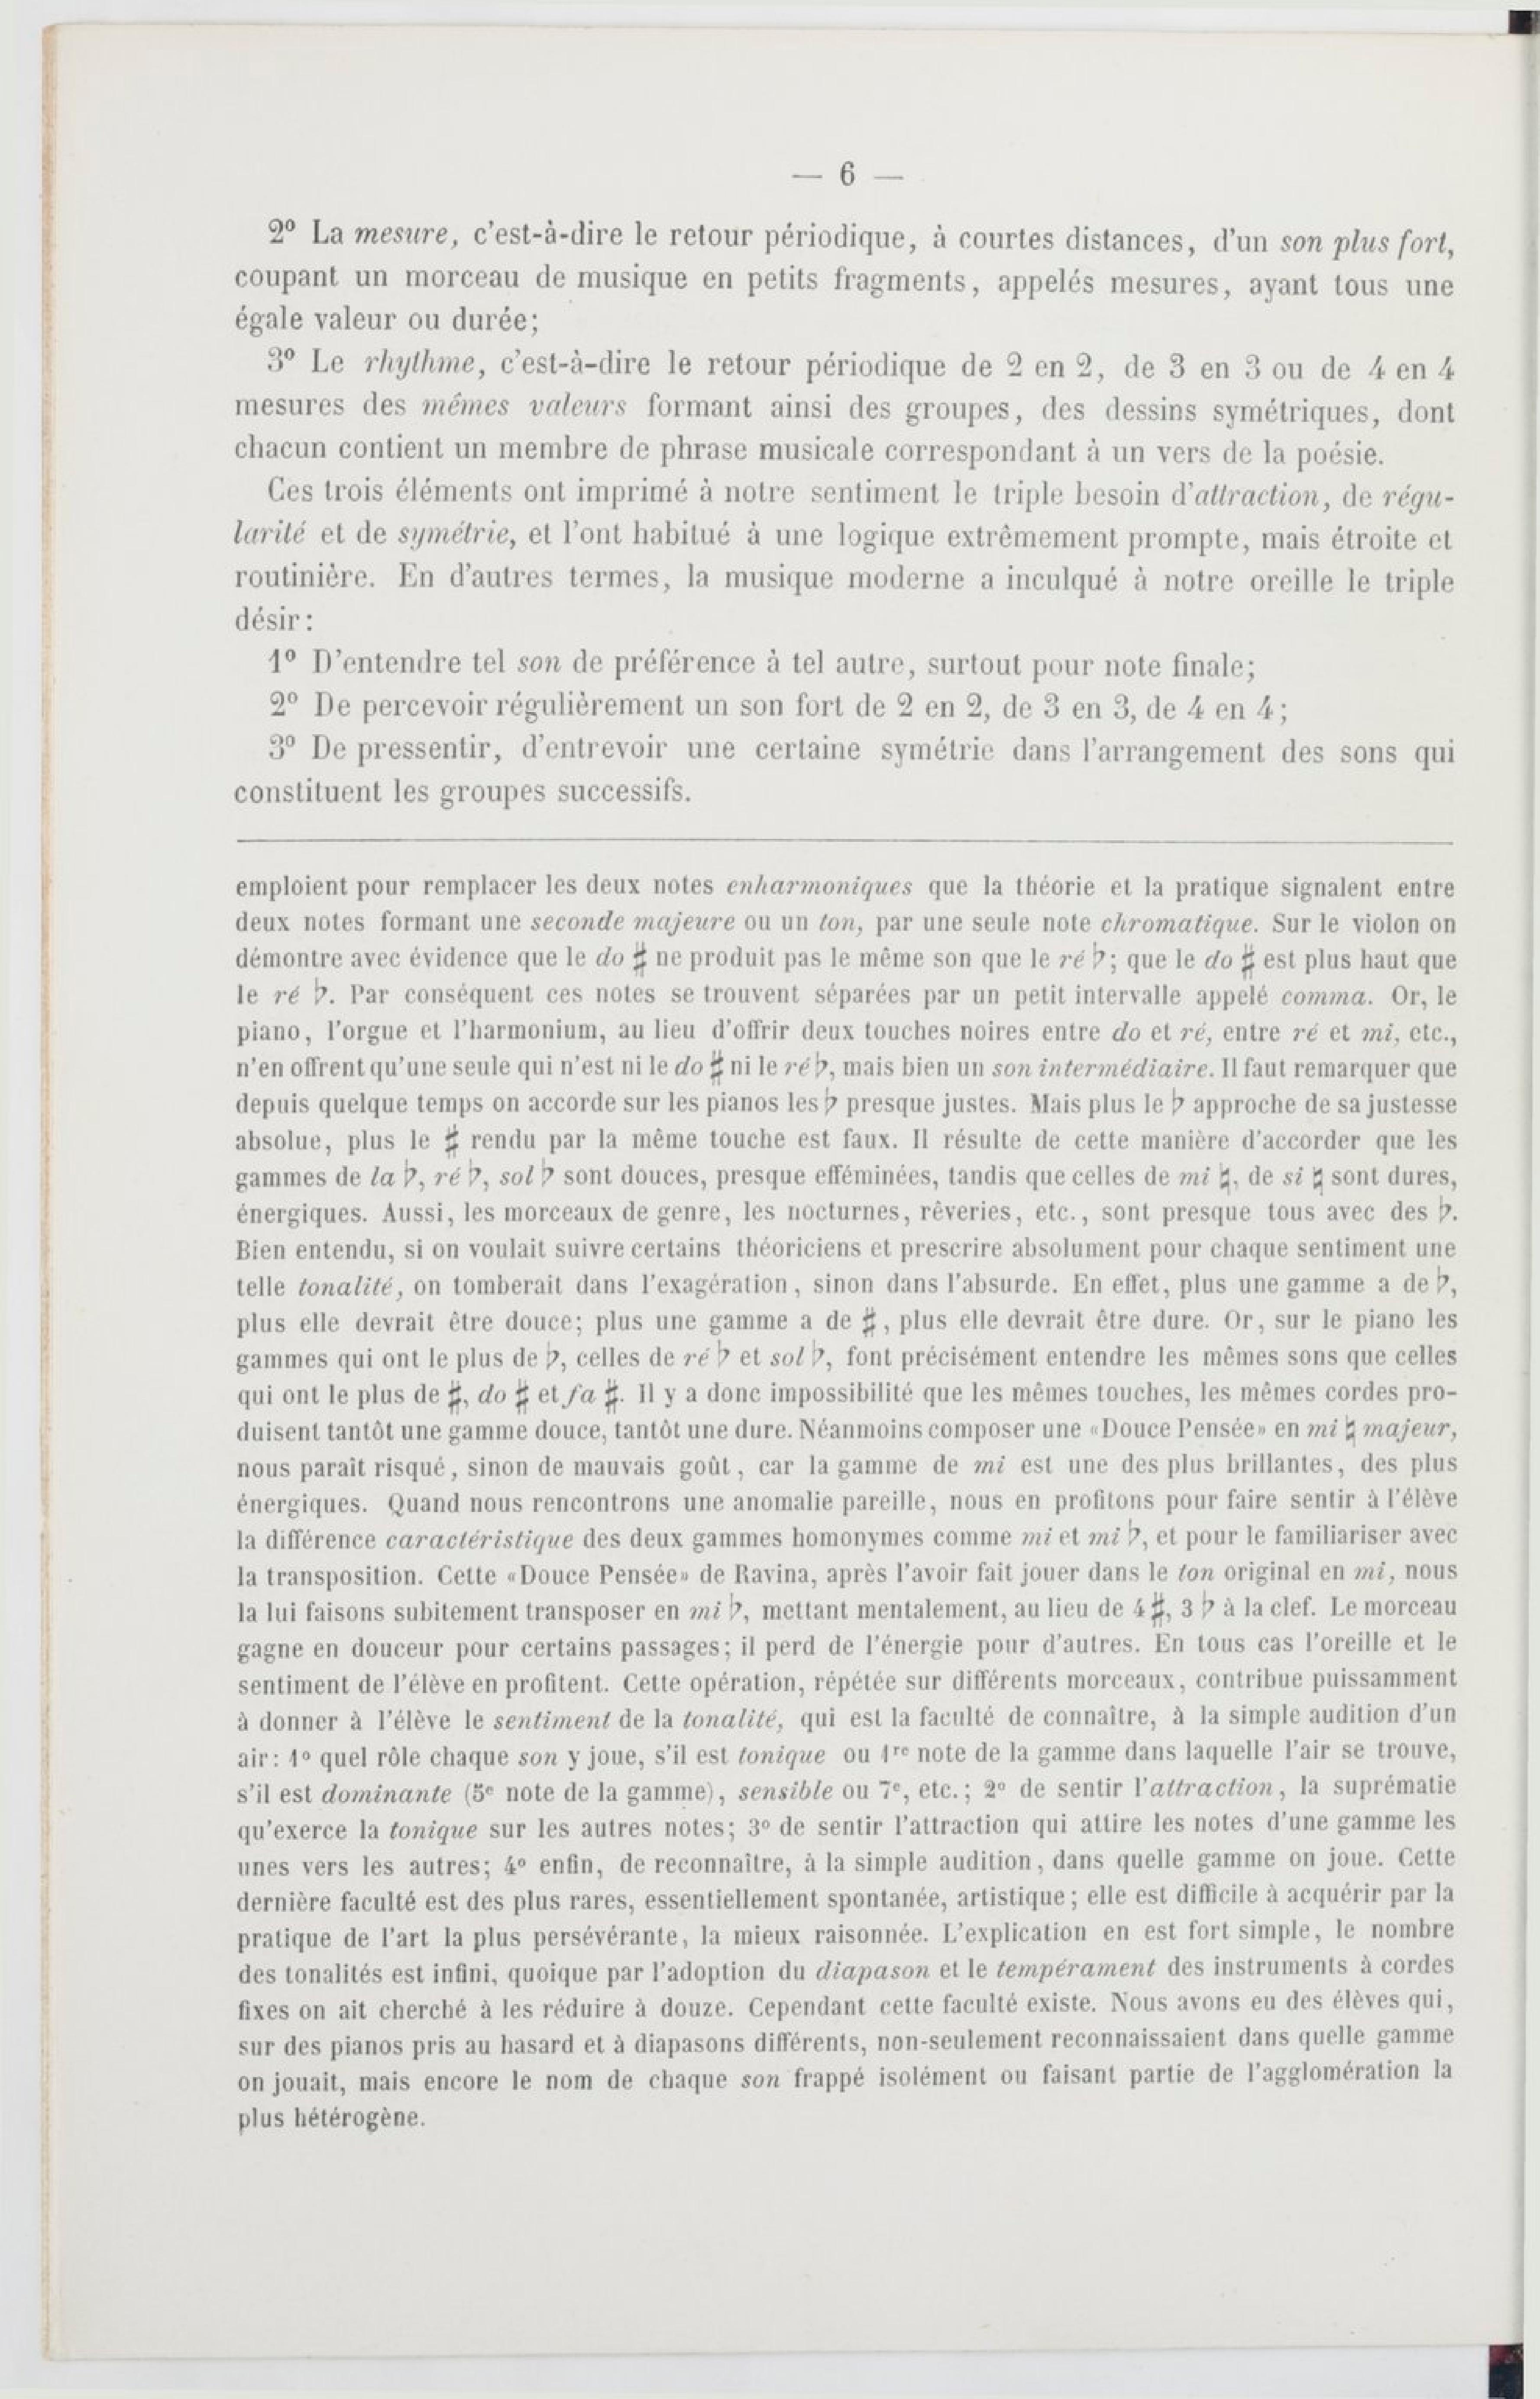 — 6 —
2º La mesure, c'est-à-dire le retour périodique, à courtes distances, d'un son plus fort,
coupant un morceau de musique en petits fragments, appelés mesures, ayant tous une
égale valeur ou durée;
3º Le rhythme, c'est-à-dire le retour périodique de 2 en 2, de 3 en 3 ou de 4 en 4
mesures des mêmes valeurs formant ainsi des groupes, des dessins symétriques, dont
chacun contient un membre de phrase musicale correspondant à un vers de la poésie.
Ces trois éléments ont imprimé à notre sentiment le triple besoin d'attraction, de régu-
larité et de symétrie, et l'ont habitué à une logique extrêmement prompte, mais étroite et
routinière. En d'autres termes, la musique moderne a inculqué à notre oreille le triple
désir:
1º D'entendre tel son de préférence à tel autre, surtout pour note finale;
2º De percevoir régulièrement un son fort de 2 en 2, de 3 en 3, de 4 en 4;
3º De pressentir, d'entrevoir une certaine symétrie dans l'arrangement des sons qui
constituent les groupes successifs.
emploient pour remplacer les deux notes enharmoniques que la théorie et la pratique signalent entre
deux notes formant une seconde majeure ou un ton, par une seule note chromatique. Sur le violon on
démontre avec évidence que le do ♯ ne produit pas le même son que le ré ♭; que le do ♯ est plus haut que
le ré ♭. Par conséquent ces notes se trouvent séparées par un petit intervalle appelé comma. Or, le
piano, l'orgue et l'harmonium, au lieu d'offrir deux touches noires entre do et ré, entre ré et mi, etc.,
n'en offrent qu'une seule qui n'est ni le do ♯ ni le ré ♭, mais bien un son intermédiaire. Il faut remarquer que
depuis quelque temps on accorde sur les pianos les ♭ presque justes. Mais plus le ♭ approche de sa justesse
absolue, plus le ♯ rendu par la même touche est faux. Il résulte de cette manière d'accorder que les
gammes de la ♭, ré ♭, sol ♭ sont douces, presque efféminées, tandis que celles de mi ♮, de si ♮ sont dures,
énergiques. Aussi, les morceaux de genre, les nocturnes, rêveries, etc., sont presque tous avec des ♭.
Bien entendu, si on voulait suivre certains théoriciens et prescrire absolument pour chaque sentiment une
telle tonalité, on tomberait dans l'exagération, sinon dans l'absurde. En effet, plus une gamme a de ♭,
plus elle devrait être douce; plus une gamme a de ♯, plus elle devrait être dure. Or, sur le piano les
gammes qui ont le plus de ♭, celles de ré ♭ et sol ♭, font précisément entendre les mêmes sons que celles
qui ont le plus de ♯, do ♯ et fa ♯. Il y a donc impossibilité que les mêmes touches, les mêmes cordes pro-
duisent tantôt une gamme douce, tantôt une dure. Néanmoins composer une «Douce Pensée» en mi ♮ majeur,
nous paraît risqué, sinon de mauvais goût, car la gamme de mi est une des plus brillantes, des plus
énergiques. Quand nous rencontrons une anomalie pareille, nous en profitons pour faire sentir à l'élève
la différence caractéristique des deux gammes homonymes comme mi et mi ♭, et pour le familiariser avec
la transposition. Cette «Douce Pensée» de Ravina, après l'avoir fait jouer dans le ton original en mi, nous
la lui faisons subitement transposer en mi ♭, mettant mentalement, au lieu de 4 ♯, 3 ♭ à la clef. Le morceau
gagne en douceur pour certains passages; il perd de l'énergie pour d'autres. En tous cas l'oreille et le
sentiment de l'élève en profitent. Cette opération, répétée sur différents morceaux, contribue puissamment
à donner à l'élève le sentiment de la tonalité, qui est la faculté de connaître, à la simple audition d'un
air: 1º quel rôle chaque son y joue, s'il est tonique ou 1re note de la gamme dans laquelle l'air se trouve,
s'il est dominante (5e note de la gamme), sensible ou 7e, etc.; 2º de sentir l'attraction, la suprématie
qu'exerce la tonique sur les autres notes; 3º de sentir l'attraction qui attire les notes d'une gamme les
unes vers les autres; 4º enfin, de reconnaître, à la simple audition, dans quelle gamme on joue. Cette
dernière faculté est des plus rares, essentiellement spontanée, artistique; elle est difficile à acquérir par la
pratique de l'art la plus persévérante, la mieux raisonnée. L'explication en est fort simple, le nombre
des tonalités est infini, quoique par l'adoption du diapason et le tempérament des instruments à cordes
fixes on ait cherché à les réduire à douze. Cependant cette faculté existe. Nous avons eu des élèves qui,
sur des pianos pris au hasard et à diapasons différents, non-seulement reconnaissaient dans quelle gamme
on jouait, mais encore le nom de chaque son frappé isolément ou faisant partie de l'agglomération la
plus hétérogène.